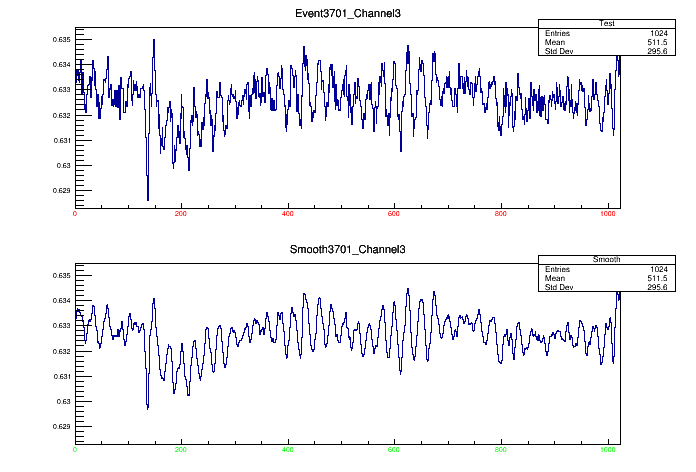 Event3701_Channel3
Test
Entries 1024
Mean 511.5
Std Dev 295.6
0.635
0.634
0.633
0.632
0.631
0.63
0.629
0 200 400 600 800 1000
Smooth3701_Channel3
Smooth
Entries 1024
Mean 511.5
Std Dev 295.6
0.635
0.634
0.633
0.632
0.631
0.63
0.629
0 200 400 600 800 1000